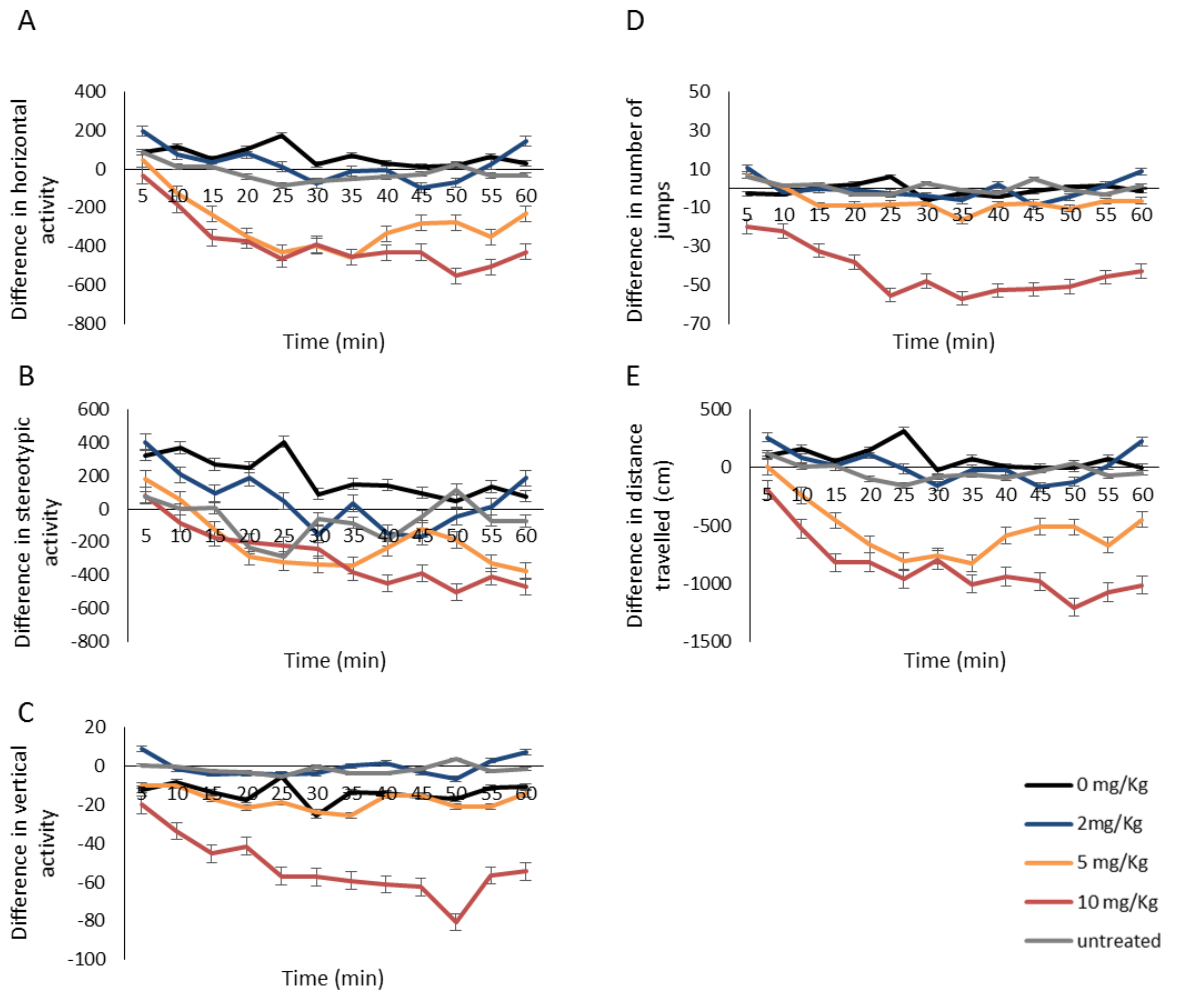 A
Difference in horizontal
activity
400
200
0
-200
-400
-600
-800
5 10 15 20 25 30 35 40 45 50 55 60
Time (min)
B
Difference in stereotypic
activity
600
400
200
0
-200
-400
-600
-800
5 10 15 20 25 30 35 40 45 50 55 60
Time (min)
C
Difference in vertical
activity
20
0
-20
-40
-60
-80
-100
5 10 15 20 25 30 35 40 45 50 55 60
Time (min)
D
Difference in number of
jumps
50
30
10
-10
-30
-50
-70
5 10 15 20 25 30 35 40 45 50 55 60
Time (min)
E
Difference in distance
travelled (cm)
500
0
-500
-1000
-1500
5 10 15 20 25 30 35 40 45 50 55 60
Time (min)
0 mg/Kg
2mg/Kg
5 mg/Kg
10 mg/Kg
untreated